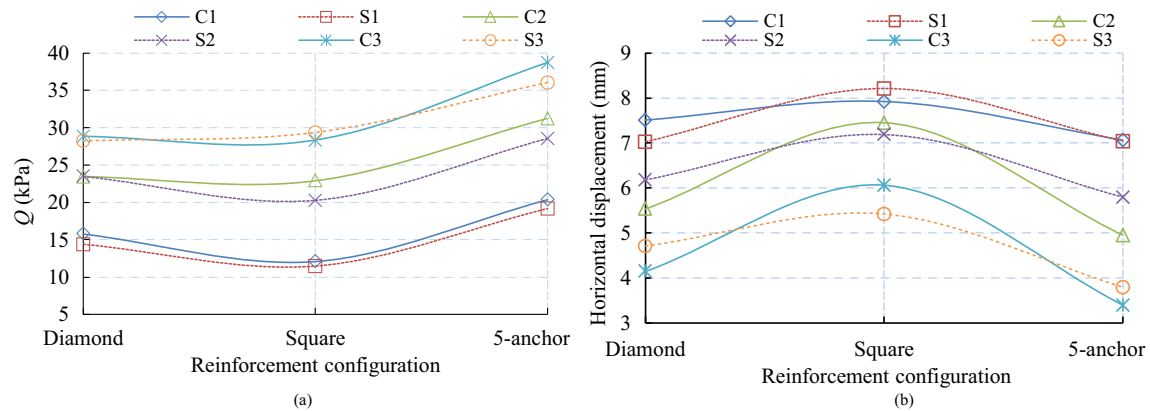 C1 S1 C2
S2 C3 S3
40
35
30
25
20
15
10
5
Q (kPa)
Diamond Square 5-anchor
Reinforcement configuration
(a)
C1 S1 C2
S2 C3 S3
9
8
7
6
5
4
3
Horizontal displacement (mm)
Diamond Square 5-anchor
Reinforcement configuration
(b)